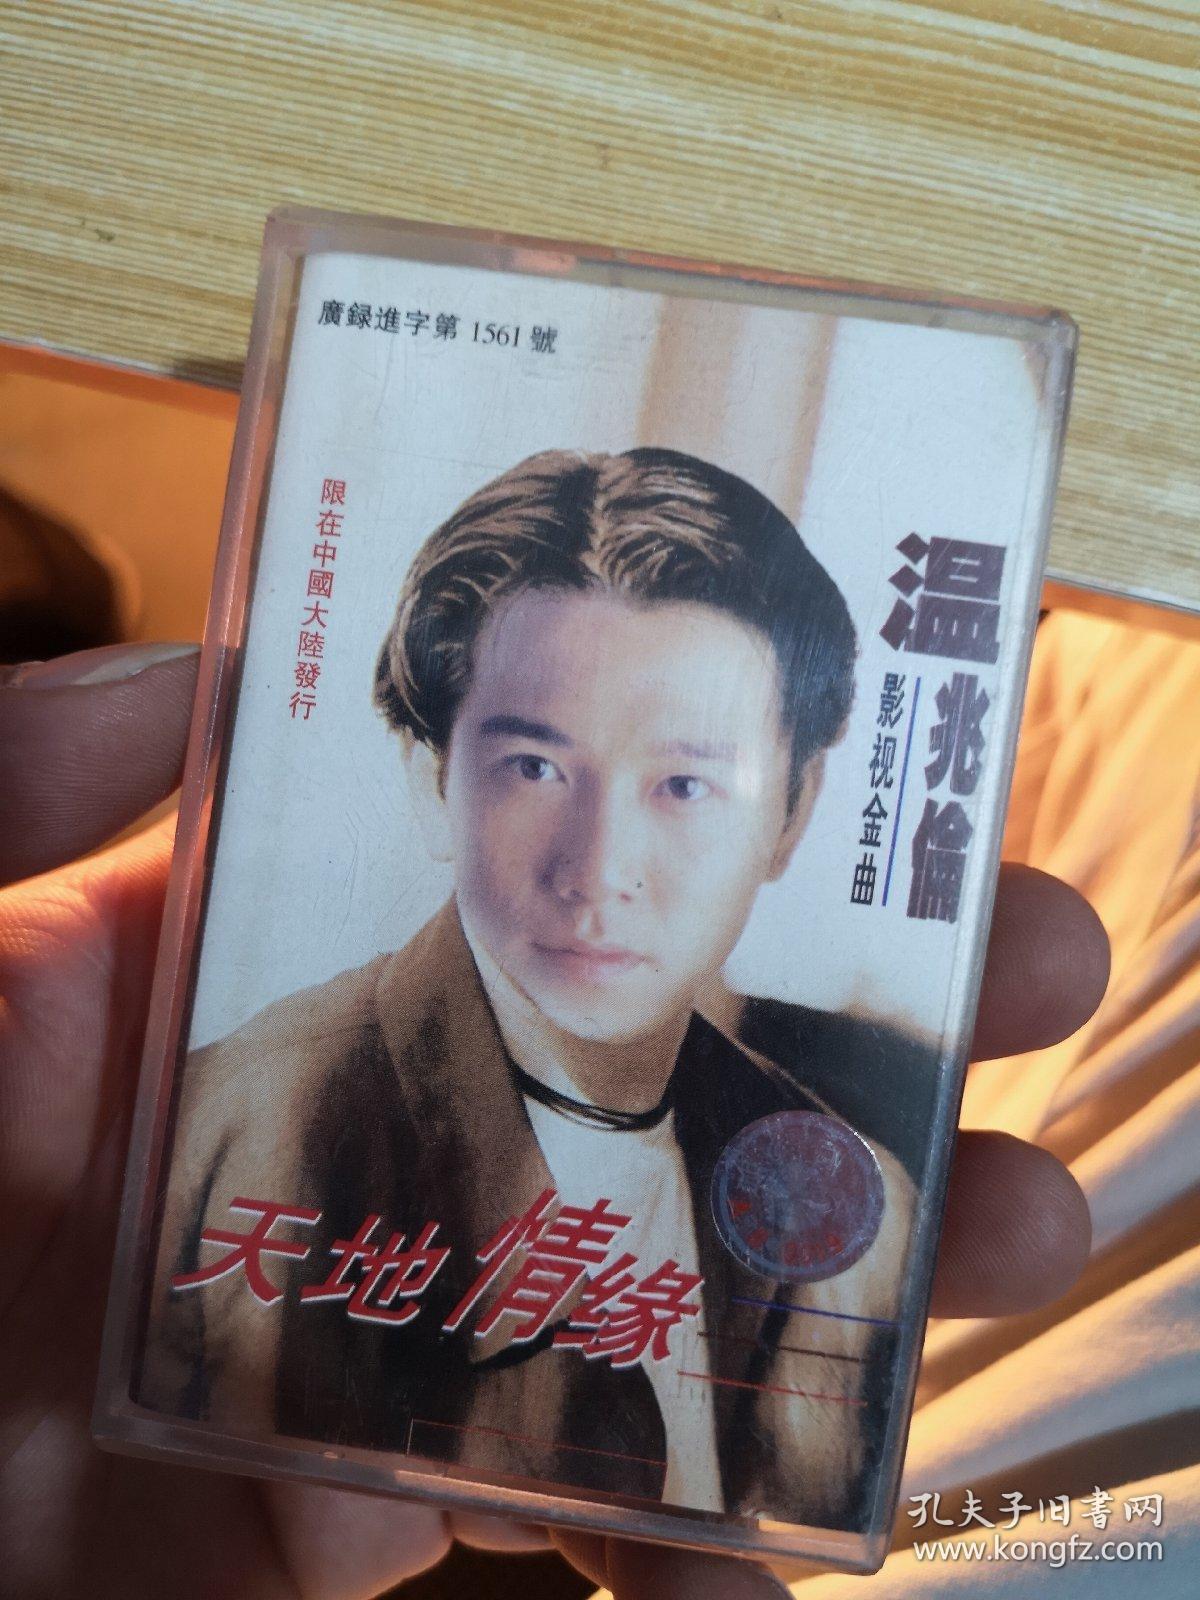 廣録進字第 1561 號
限在中國大陸發行
溫兆倫
影视金曲
天地情缘
孔夫子旧書网
www.kongfz.com